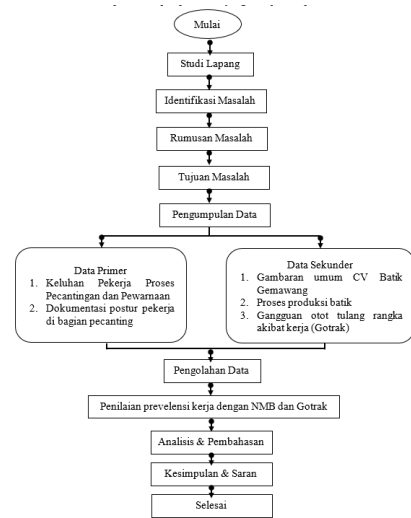 Mulai
Studi Lapang
Identifikasi Masalah
Rumusan Masalah
Tujuan Masalah
Pengumpulan Data
Data Primer
1. Keluhan Pekerja Proses
Pecantingan dan Pewarnaan
2. Dokumentasi postur pekerja
di bagian pecanting
Data Sekunder
1. Gambaran umum CV Batik
Gemawang
2. Proses produksi batik
3. Gangguan otot tulang rangka
akibat kerja (Gotrak)
Pengolahan Data
Penilaian prevelensi kerja dengan NMB dan Gotrak
Analisis & Pembahasan
Kesimpulan & Saran
Selesai